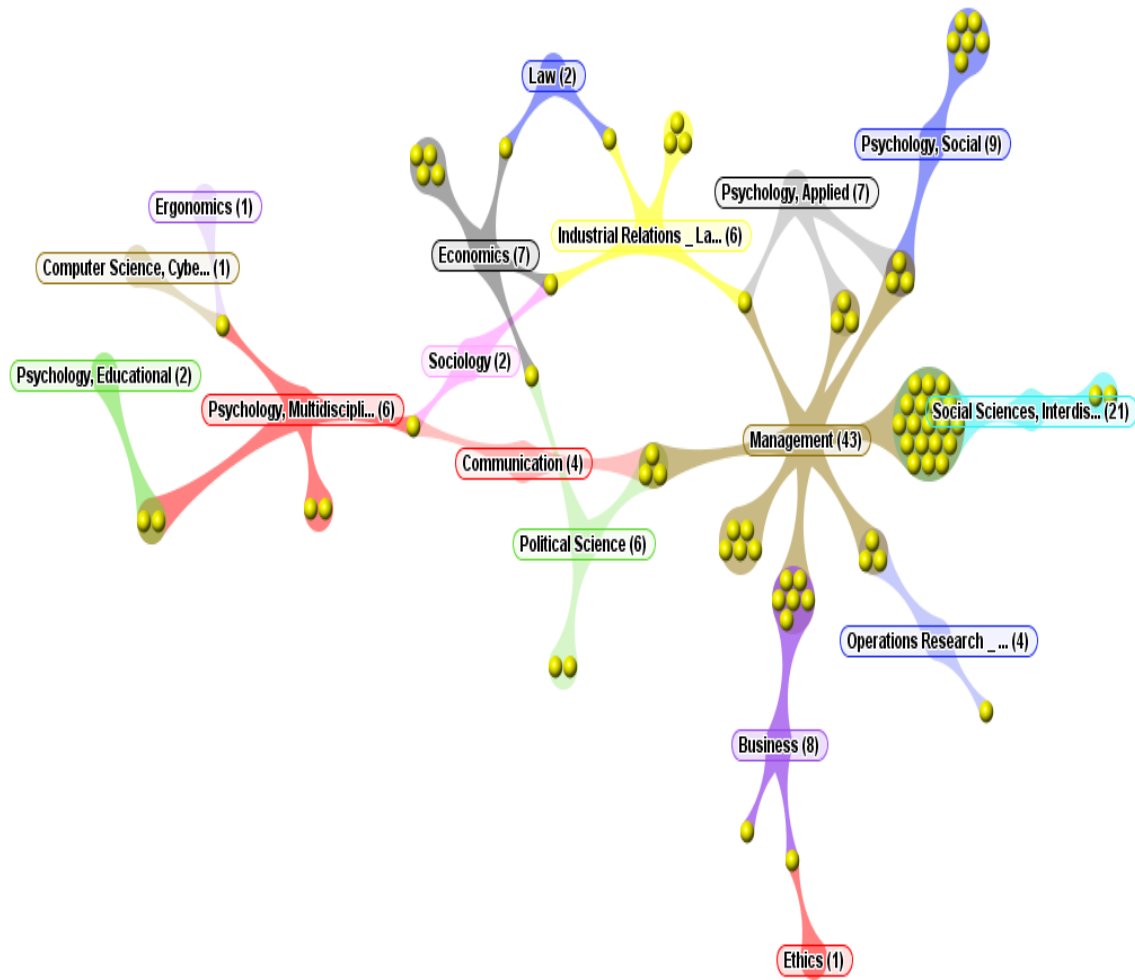 Law (2)
Psychology, Social (9)
Psychology, Applied (7)
Ergonomics (1)
Industrial Relations _ La... (6)
Economics (7)
Computer Science, Cybe... (1)
Sociology (2)
Psychology, Educational (2)
Psychology, Multidiscipli... (6)
Social Sciences, Interdis... (21)
Management (43)
Communication (4)
Political Science (6)
Operations Research _ ... (4)
Business (8)
Ethics (1)